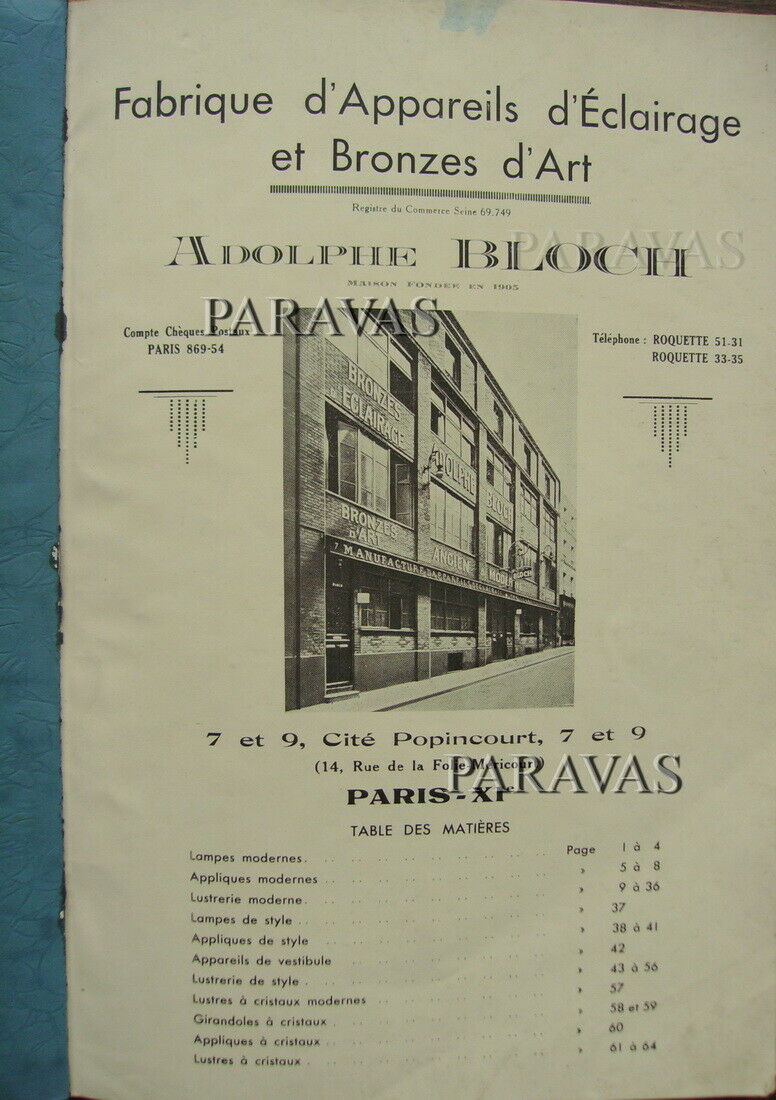 Fabrique d'Appareils d'Éclairage
et Bronzes d'Art
Registre du Commerce Seine 69.749
PARAVAS
ADOLPHE BLOCH
MAISON FONDÉE EN 1905
PARAVAS
Compte Chèques Postaux
PARIS 869-54
Téléphone : ROQUETTE 51-31
ROQUETTE 33-35
BRONZES
ECLAIRAGE
ADOLPHE
BLOCH
BRONZES
D'ART
ANCIEN
BLOCH
7 MANUFACTURE D'APPAREILS
7 et 9, Cité Popincourt, 7 et 9
(14, Rue de la Folie-Méricourt)
PARAVAS
PARIS-XIe
TABLE DES MATIÈRES
Lampes modernes. Page 1 à 4
Appliques modernes » 5 à 8
Lustrerie moderne. » 9 à 36
Lampes de style » 37
Appliques de style » 38 à 41
Appareils de vestibule » 42
Lustrerie de style . » 43 à 56
Lustres à cristaux modernes » 57
Girandoles à cristaux . » 58 et 59
Appliques à cristaux » 60
Lustres à cristaux . » 61 à 64